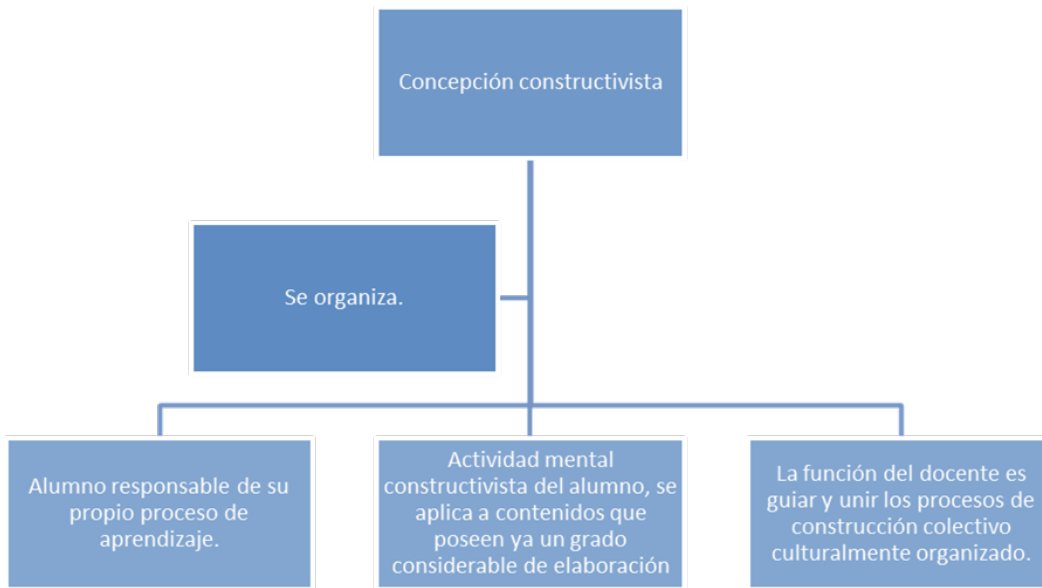 Concepción constructivista
Se organiza.
Alumno responsable de su
propio proceso de
aprendizaje.
Actividad mental
constructivista del alumno, se
aplica a contenidos que
poseen ya un grado
considerable de elaboración
La función del docente es
guiar y unir los procesos de
construcción colectivo
culturalmente organizado.